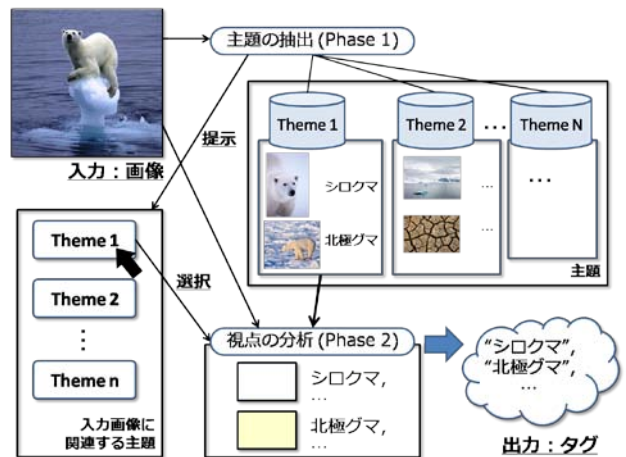 主題の抽出 (Phase 1)
入力：画像
提示
Theme 1
Theme 2
...
Theme N
シロクマ
北極グマ
...
...
...
主題
Theme 1
Theme 2
⋮
Theme n
入力画像に
関連する主題
選択
視点の分析 (Phase 2)
シロクマ,
...
北極グマ,
...
"シロクマ",
"北極グマ",
...
出力：タグ